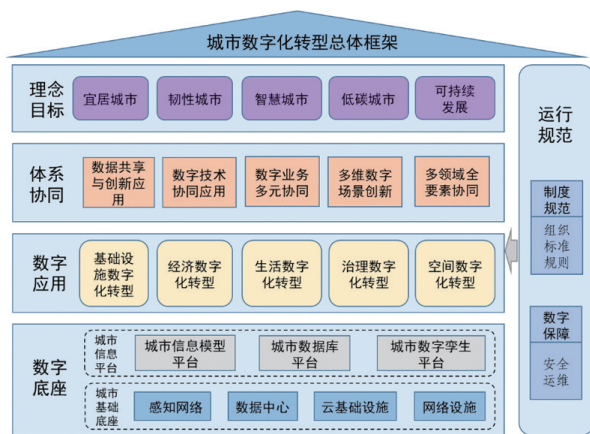 城市数字化转型总体框架
理念
目标
宜居城市
韧性城市
智慧城市
低碳城市
可持续
发展
体系
协同
数据共享
与创新应
用
数字技术
协同应用
数字业务
多元协同
多维数字
场景创新
多领域全
要素协同
数字
应用
基础设
施数字
化转型
经济数字
化转型
生活数字
化转型
治理数字
化转型
空间数字
化转型
数字
底座
城市
信息
平台
城市信息模型
平台
城市数据库
平台
城市数字孪生
平台
城市
基础
底座
感知网络
数据中心
云基础设施
网络设施
运行
规范
制度
规范
组织
标准
规则
数字
保障
安全
运维